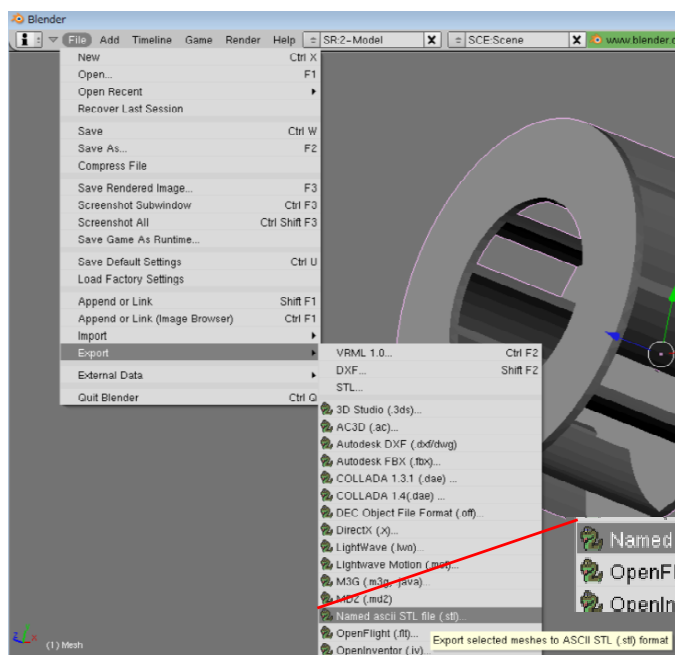 Blender
File Add Timeline Game Render Help SR:2-Model X SCE:Scene X www.blender.
New Ctrl X
Open... F1
Open Recent
Recover Last Session
Save Ctrl W
Save As... F2
Compress File
Save Rendered Image... F3
Screenshot Subwindow Ctrl F3
Screenshot All Ctrl Shift F3
Save Game As Runtime...
Save Default Settings Ctrl U
Load Factory Settings
Append or Link Shift F1
Append or Link (Image Browser) Ctrl F1
Import
Export
External Data
Quit Blender Ctrl Q
VRML 1.0... Ctrl F2
DXF... Shift F2
STL...
3D Studio (.3ds)...
AC3D (.ac)...
Autodesk DXF (.dxf/dwg)
Autodesk FBX (.fbx)...
COLLADA 1.3.1 (.dae) ...
COLLADA 1.4(.dae) ...
DEC Object File Format (.off)...
DirectX (.x)...
LightWave (.lwo)...
Lightwave Motion (.mot)...
M3G (.m3g, .java)...
MD2 (.md2)
Named ascii STL file (.stl)...
OpenFlight (.flt)...
OpenInventor (.iv)...
Export selected meshes to ASCII STL (.stl) format
Named
OpenFl
OpenIn
z x
(1) Mesh